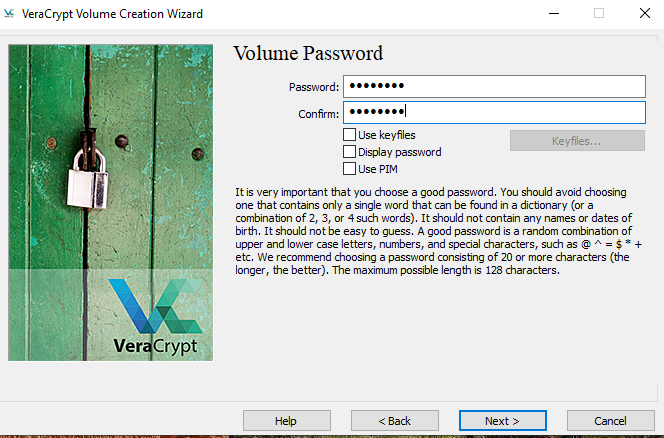 VeraCrypt Volume Creation Wizard
Volume Password
Password: ●●●●●●●●
Confirm: ●●●●●●●●
Use keyfiles
Keyfiles...
Display password
Use PIM
It is very important that you choose a good password. You should avoid choosing
one that contains only a single word that can be found in a dictionary (or a
combination of 2, 3, or 4 such words). It should not contain any names or dates of
birth. It should not be easy to guess. A good password is a random combination of
upper and lower case letters, numbers, and special characters, such as @ ^ = $ * +
etc. We recommend choosing a password consisting of 20 or more characters (the
longer, the better). The maximum possible length is 128 characters.
VeraCrypt
Help
< Back
Next >
Cancel